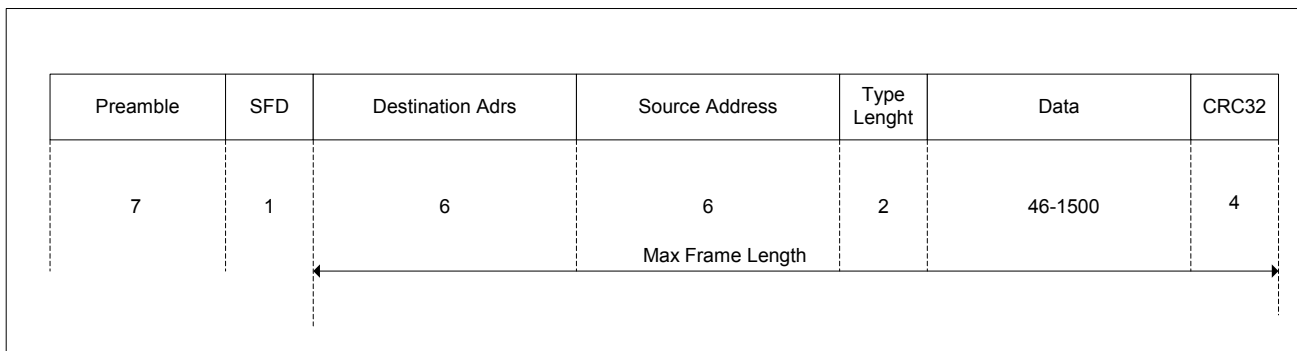 Preamble
SFD
Destination Adrs
Source Address
Type
Lenght
Data
CRC32
7
1
6
6
2
46-1500
4
Max Frame Length